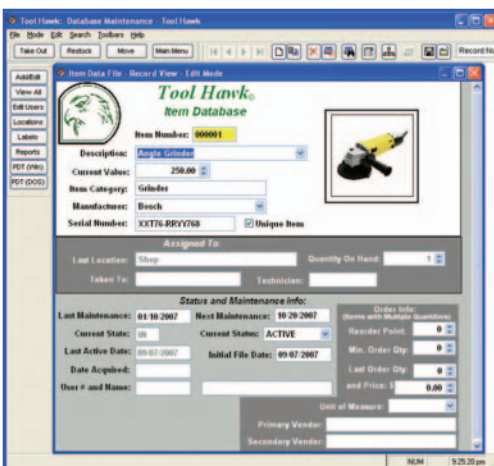 Tool Hawk: Database Maintenance - Tool Hawk
File Mode Edit Search Toolbars Help
Take Out Restock Move Main Menu Record Nu
Add/Edit
View All
Edit Users
Locations
Labels
Reports
PDT (Win)
PDT (DOS)
Item Data File - Record View - Edit Mode
Tool Hawk
Item Database
Item Number: 000001
Description: Angle Grinder
Current Value: 250.00
Item Category: Grinder
Manufacturer: Bosch
Serial Number: XXT76-RRYY768 Unique Item
Assigned To:
Last Location: Shop Quantity On Hand: 1
Taken To: Technician:
Status and Maintenance Info:
Last Maintenance: 01/10/2007 Next Maintenance: 10/20/2007
Current State: Current Status: ACTIVE
Last Active Date: 09/07/2007 Initial File Date: 09/07/2007
Date Acquired:
User # and Name:
Order Info:
(Items with Multiple Quantities)
Reorder Point: 0
Min. Order Qty: 0
Last Order Qty: 0
and Price: $ 0.00
Unit of Measure:
Primary Vendor:
Secondary Vendor:
NUM 9:25:20 pm